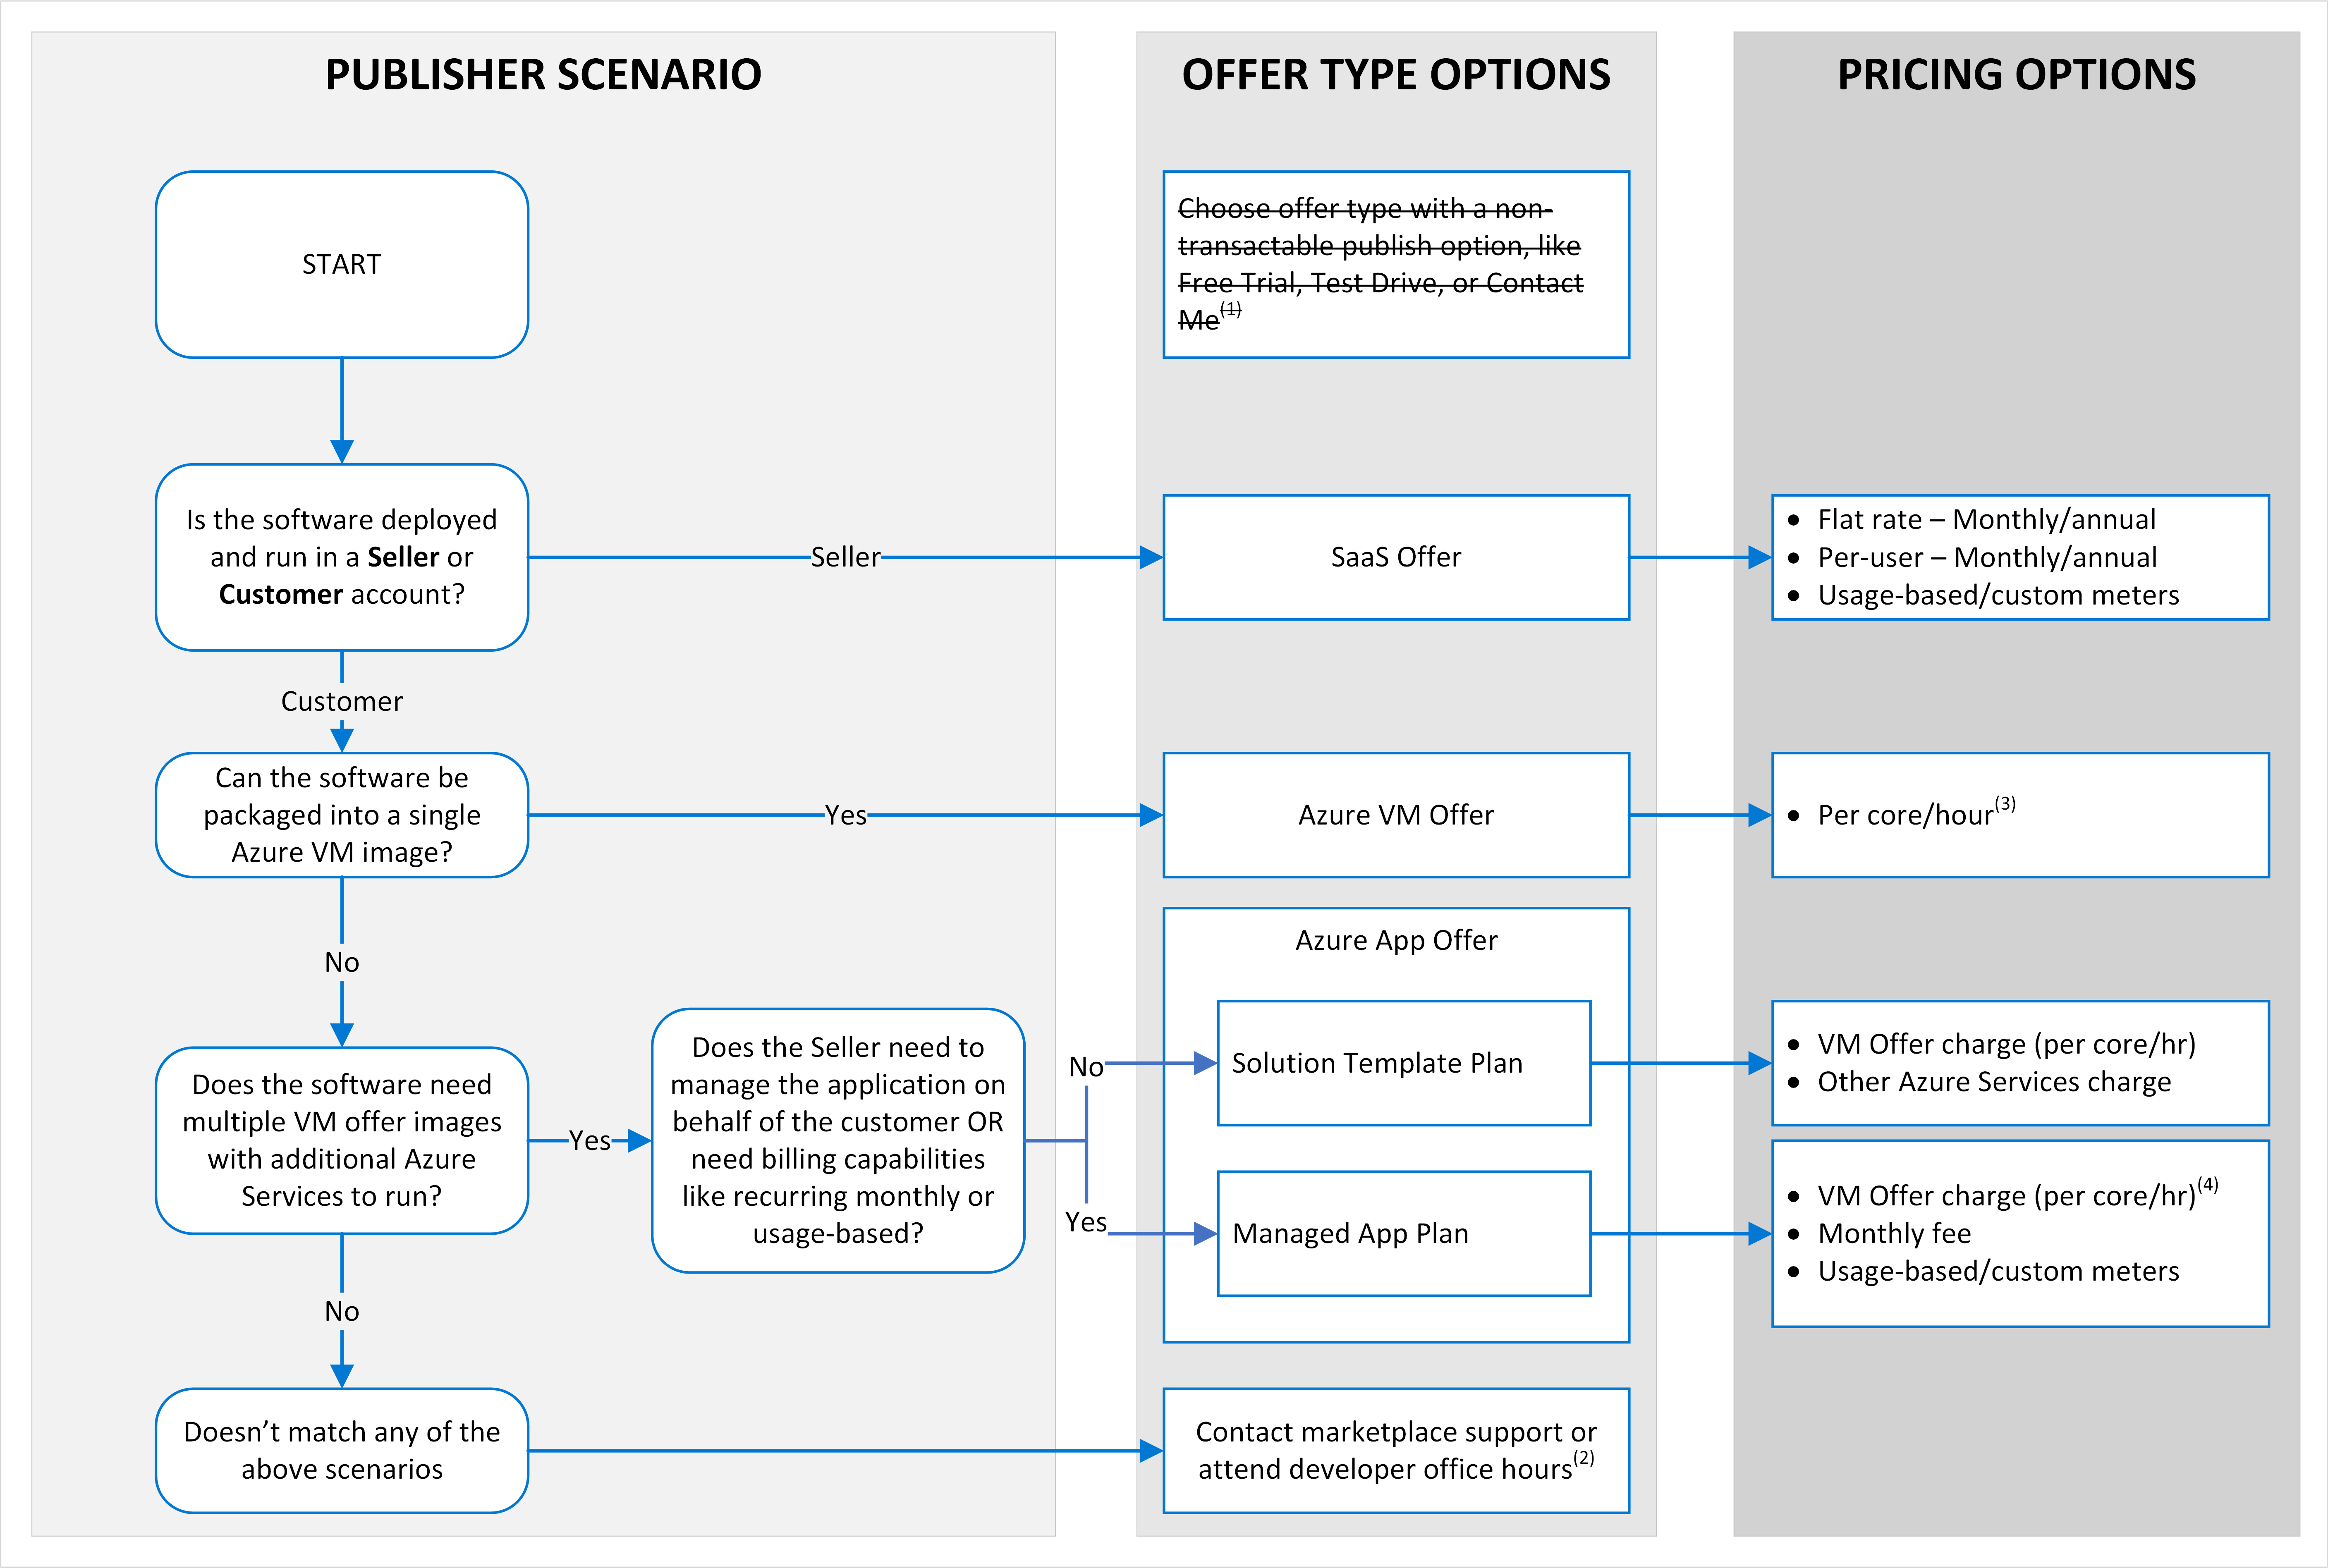 PUBLISHER SCENARIO
OFFER TYPE OPTIONS
PRICING OPTIONS
START
Choose offer type with a non-
transactable publish option, like
Free Trial, Test Drive, or Contact
Me(1)
Is the software deployed
and run in a Seller or
Customer account?
Seller
SaaS Offer
• Flat rate – Monthly/annual
• Per-user – Monthly/annual
• Usage-based/custom meters
Customer
Can the software be
packaged into a single
Azure VM image?
Yes
Azure VM Offer
• Per core/hour(3)
No
Azure App Offer
Does the software need
multiple VM offer images
with additional Azure
Services to run?
Yes
Does the Seller need to
manage the application on
behalf of the customer OR
need billing capabilities
like recurring monthly or
usage-based?
No
Solution Template Plan
• VM Offer charge (per core/hr)
• Other Azure Services charge
Yes
Managed App Plan
• VM Offer charge (per core/hr)(4)
• Monthly fee
• Usage-based/custom meters
No
Doesn’t match any of the
above scenarios
Contact marketplace support or
attend developer office hours(2)